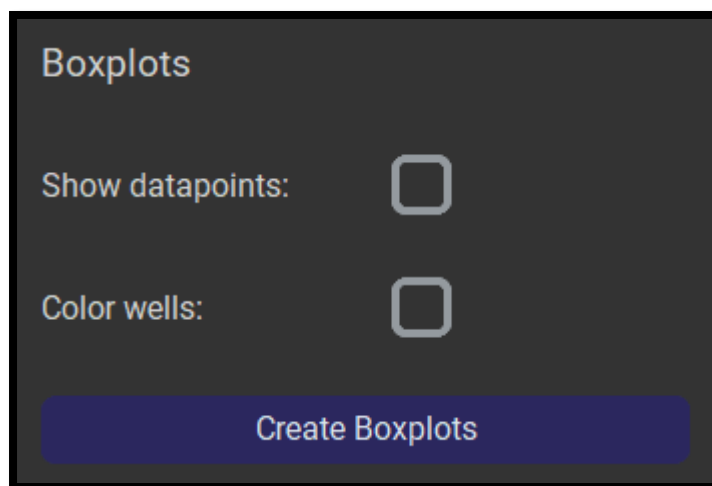 Boxplots
Show datapoints:
Color wells:
Create Boxplots